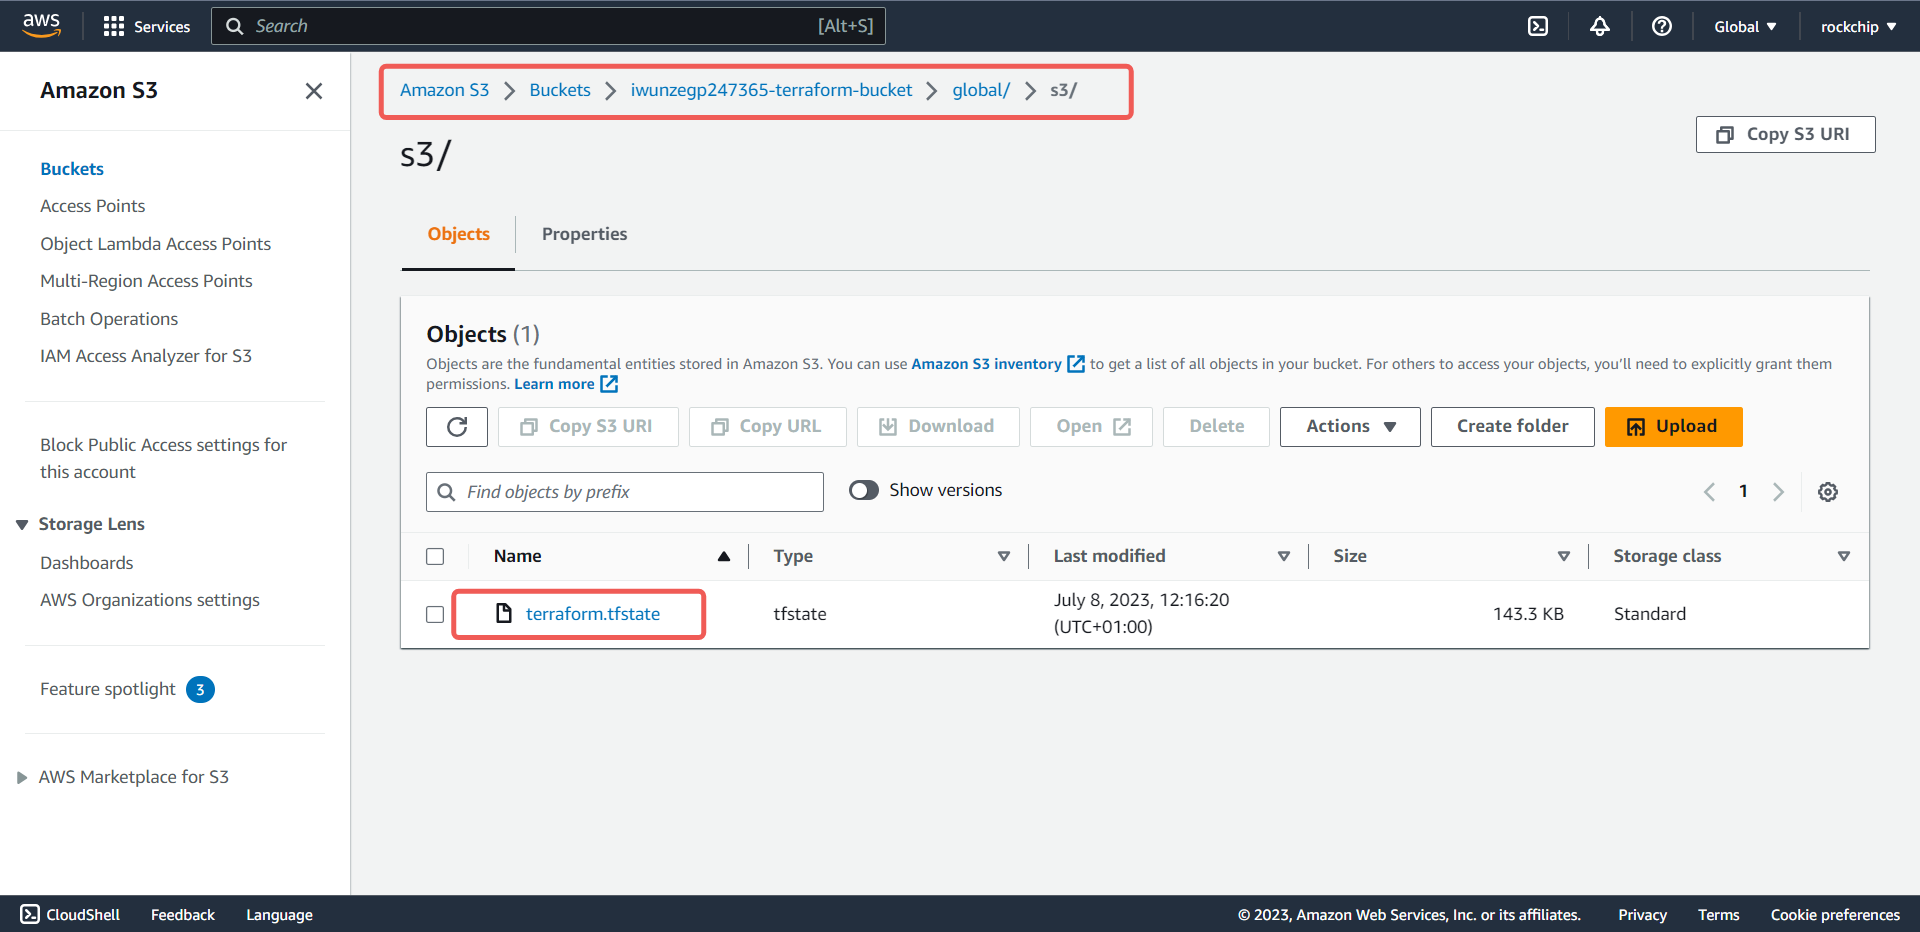 aws
Services
Search
[Alt+S]
Global
rockchip
Amazon S3
Buckets
Access Points
Object Lambda Access Points
Multi-Region Access Points
Batch Operations
IAM Access Analyzer for S3
Block Public Access settings for
this account
Storage Lens
Dashboards
AWS Organizations settings
Feature spotlight 3
AWS Marketplace for S3
Amazon S3 Buckets iwunzegp247365-terraform-bucket global/ s3/
s3/
Copy S3 URI
Objects
Properties
Objects (1)
Objects are the fundamental entities stored in Amazon S3. You can use Amazon S3 inventory to get a list of all objects in your bucket. For others to access your objects, you’ll need to explicitly grant them
permissions. Learn more
Copy S3 URI
Copy URL
Download
Open
Delete
Actions
Create folder
Upload
Find objects by prefix
Show versions
1
Name
Type
Last modified
Size
Storage class
terraform.tfstate
tfstate
July 8, 2023, 12:16:20
(UTC+01:00)
143.3 KB
Standard
CloudShell
Feedback
Language
© 2023, Amazon Web Services, Inc. or its affiliates.
Privacy
Terms
Cookie preferences